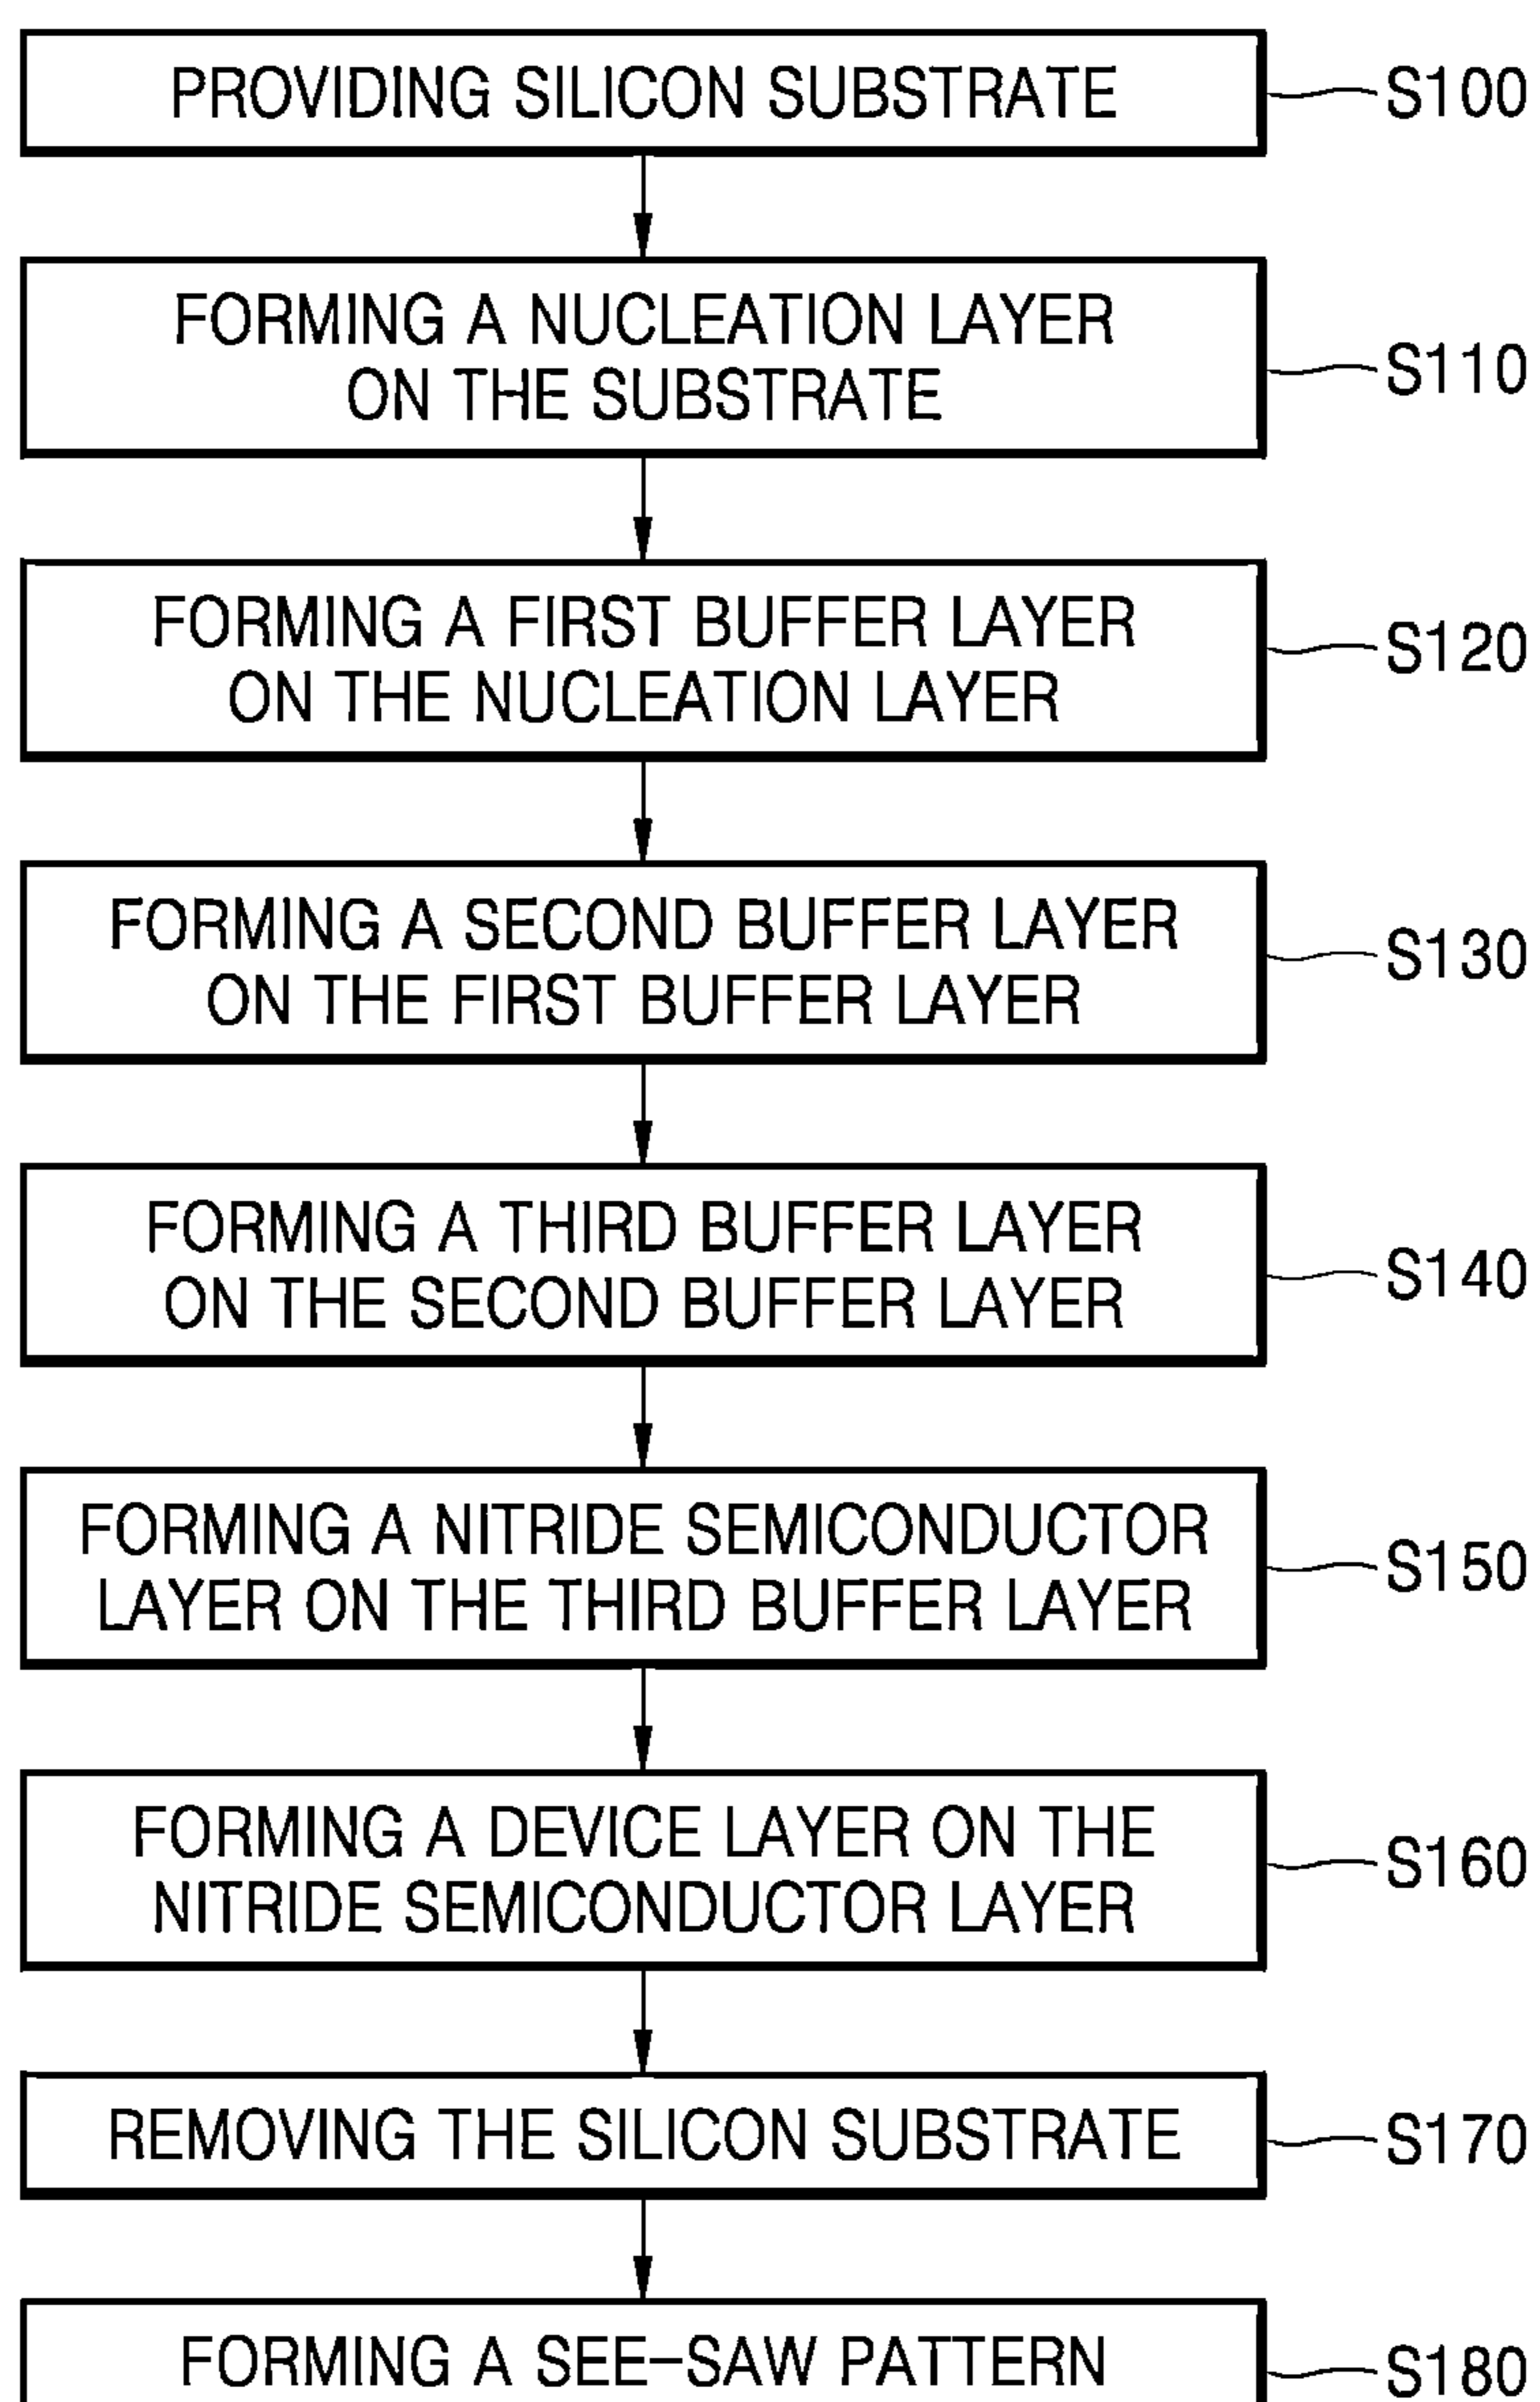 PROVIDING SILICON SUBSTRATE
S100
FORMING A NUCLEATION LAYER
ON THE SUBSTRATE
S110
FORMING A FIRST BUFFER LAYER
ON THE NUCLEATION LAYER
S120
FORMING A SECOND BUFFER LAYER
ON THE FIRST BUFFER LAYER
S130
FORMING A THIRD BUFFER LAYER
ON THE SECOND BUFFER LAYER
S140
FORMING A NITRIDE SEMICONDUCTOR
LAYER ON THE THIRD BUFFER LAYER
S150
FORMING A DEVICE LAYER ON THE
NITRIDE SEMICONDUCTOR LAYER
S160
REMOVING THE SILICON SUBSTRATE
S170
FORMING A SEE-SAW PATTERN
S180